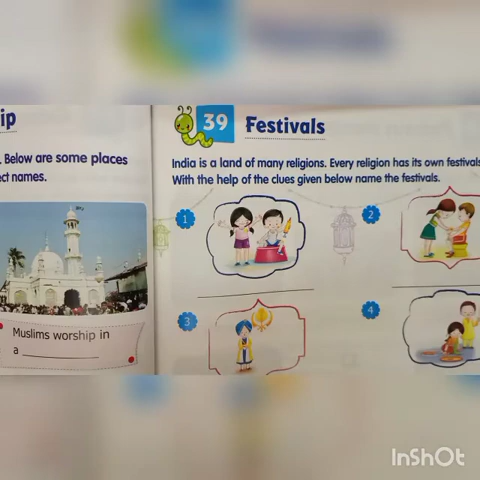 ip
. Below are some places
ect names.
Muslims worship in
a
39 Festivals
India is a land of many religions. Every religion has its own festivals
With the help of the clues given below name the festivals.
1
2
3
4
InShOt